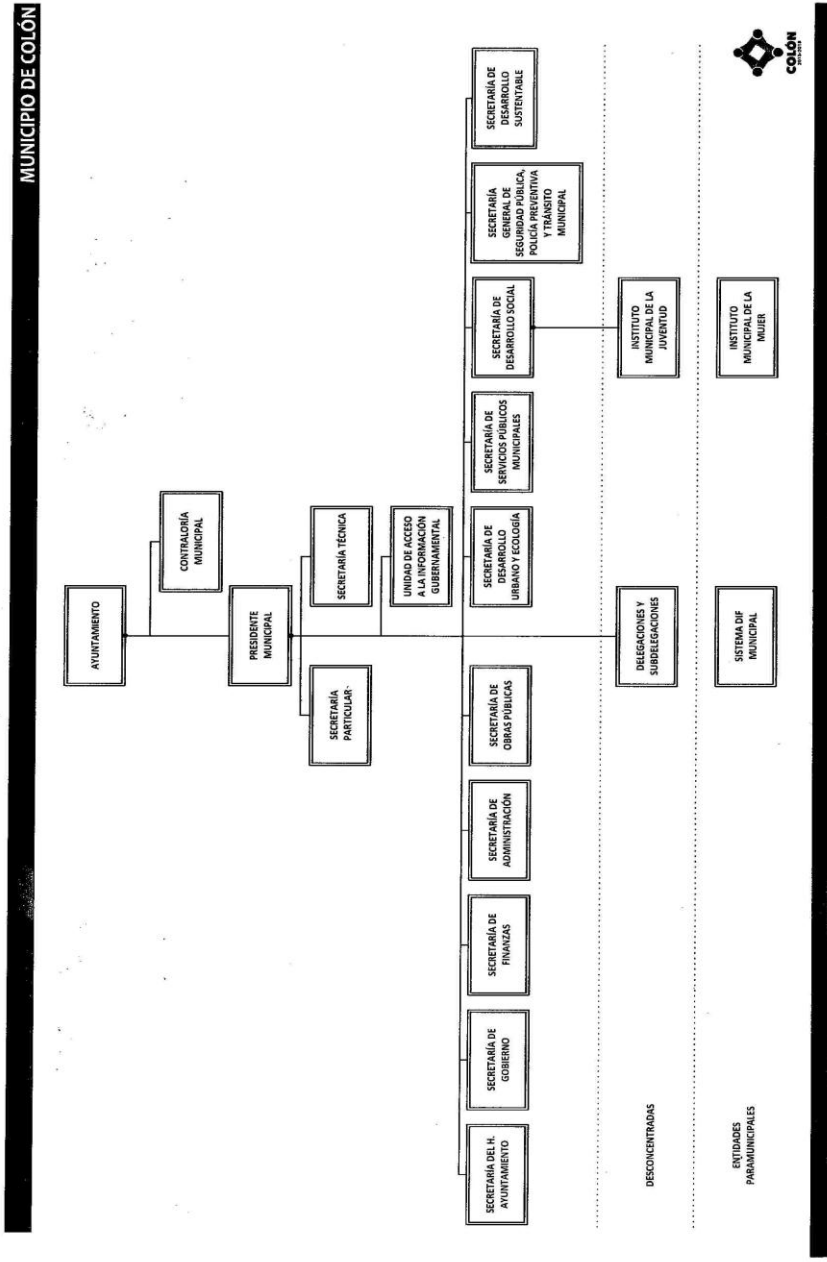 MUNICIPIO DE COLÓN
AYUNTAMIENTO
CONTRALORÍA
MUNICIPAL
PRESIDENTE
MUNICIPAL
SECRETARÍA
PARTICULAR-
SECRETARÍA TÉCNICA
UNIDAD DE ACCESO
A LA INFORMACIÓN
GUBERNAMENTAL
SECRETARÍA DEL H.
AYUNTAMIENTO
SECRETARÍA DE
GOBIERNO
SECRETARÍA DE
FINANZAS
SECRETARÍA DE
ADMINISTRACIÓN
SECRETARÍA DE
OBRAS PÚBLICAS
SECRETARÍA DE
DESARROLLO
URBANO Y ECOLOGÍA
SECRETARÍA DE
SERVICIOS PÚBLICOS
MUNICIPALES
SECRETARÍA DE
DESARROLLO SOCIAL
SECRETARÍA
GENERAL DE
SEGURIDAD PÚBLICA,
POLICÍA PREVENTIVA
Y TRÁNSITO
MUNICIPAL
SECRETARÍA DE
DESARROLLO
SUSTENTABLE
DESCONCENTRADAS
DELEGACIONES Y
SUBDELEGACIONES
INSTITUTO
MUNICIPAL DE LA
JUVENTUD
ENTIDADES
PARAMUNICIPALES
SISTEMA DIF
MUNICIPAL
INSTITUTO
MUNICIPAL DE LA
MUJER
COLÓN
2015-2018